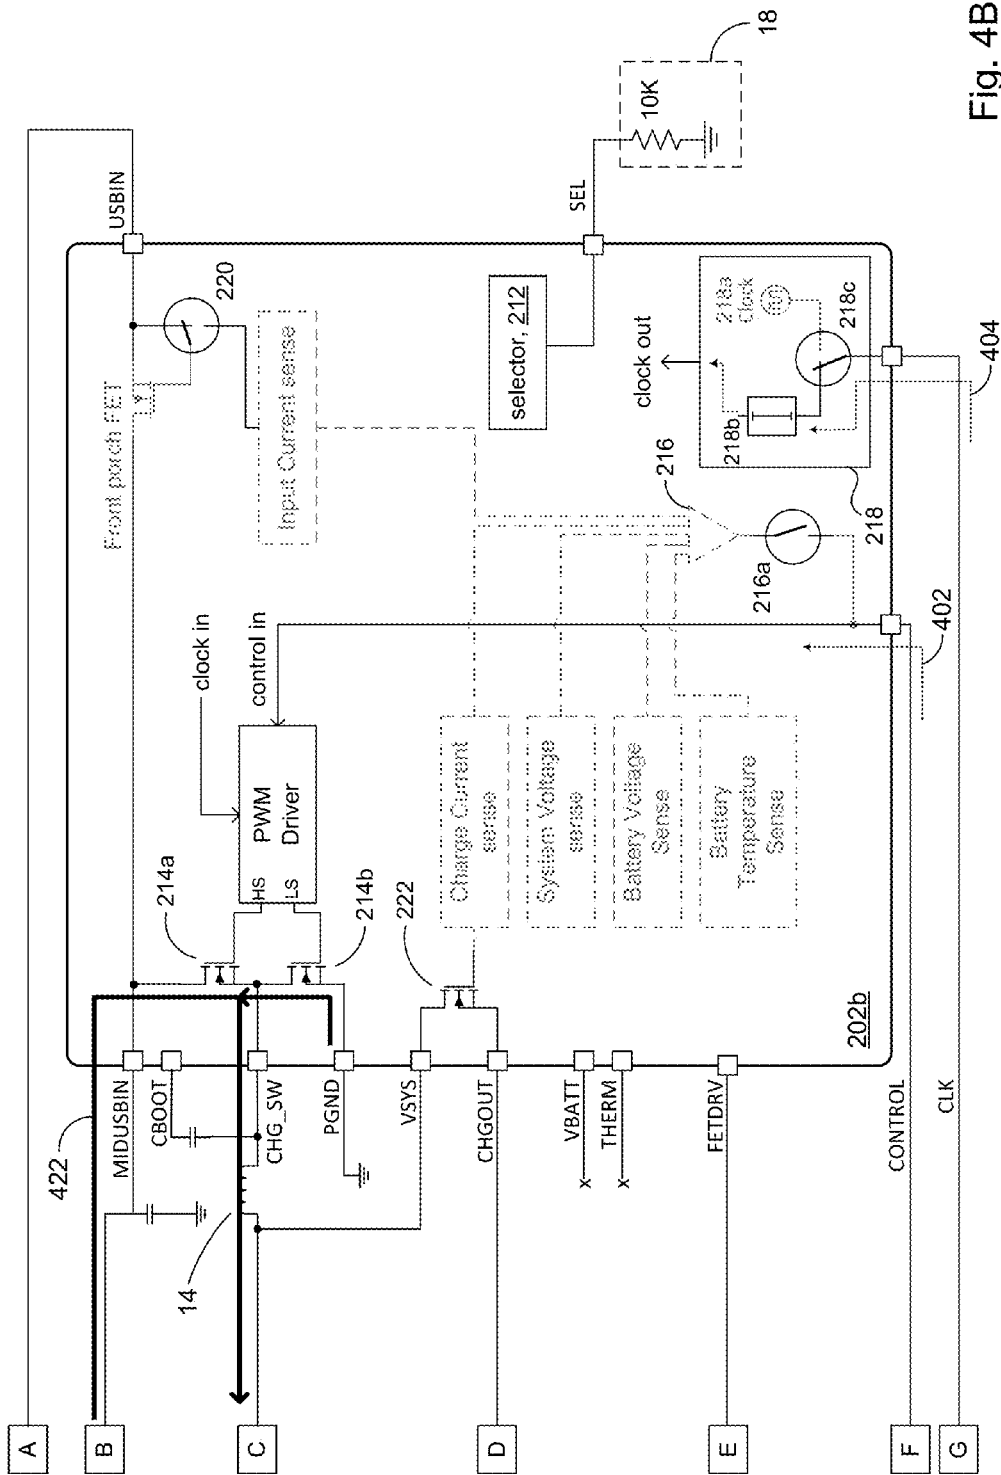 Fig. 4B
18
10K
SEL
USBIN
220
Front porch FET
Input Current sense
selector, 212
clock out
218a
Clock
218c
218b
218
404
216
216a
402
clock in
control in
PWM
Driver
HS
LS
214a
214b
222
Charge Current
sense
System Voltage
sense
Battery Voltage
Sense
Battery
Temperature
Sense
202b
422
MIDUSBIN
CBOOT
CHG_SW
PGND
VSYS
CHGOUT
VBATT
THERM
x
x
FETDRV
CONTROL
CLK
14
A
B
C
D
E
F
G